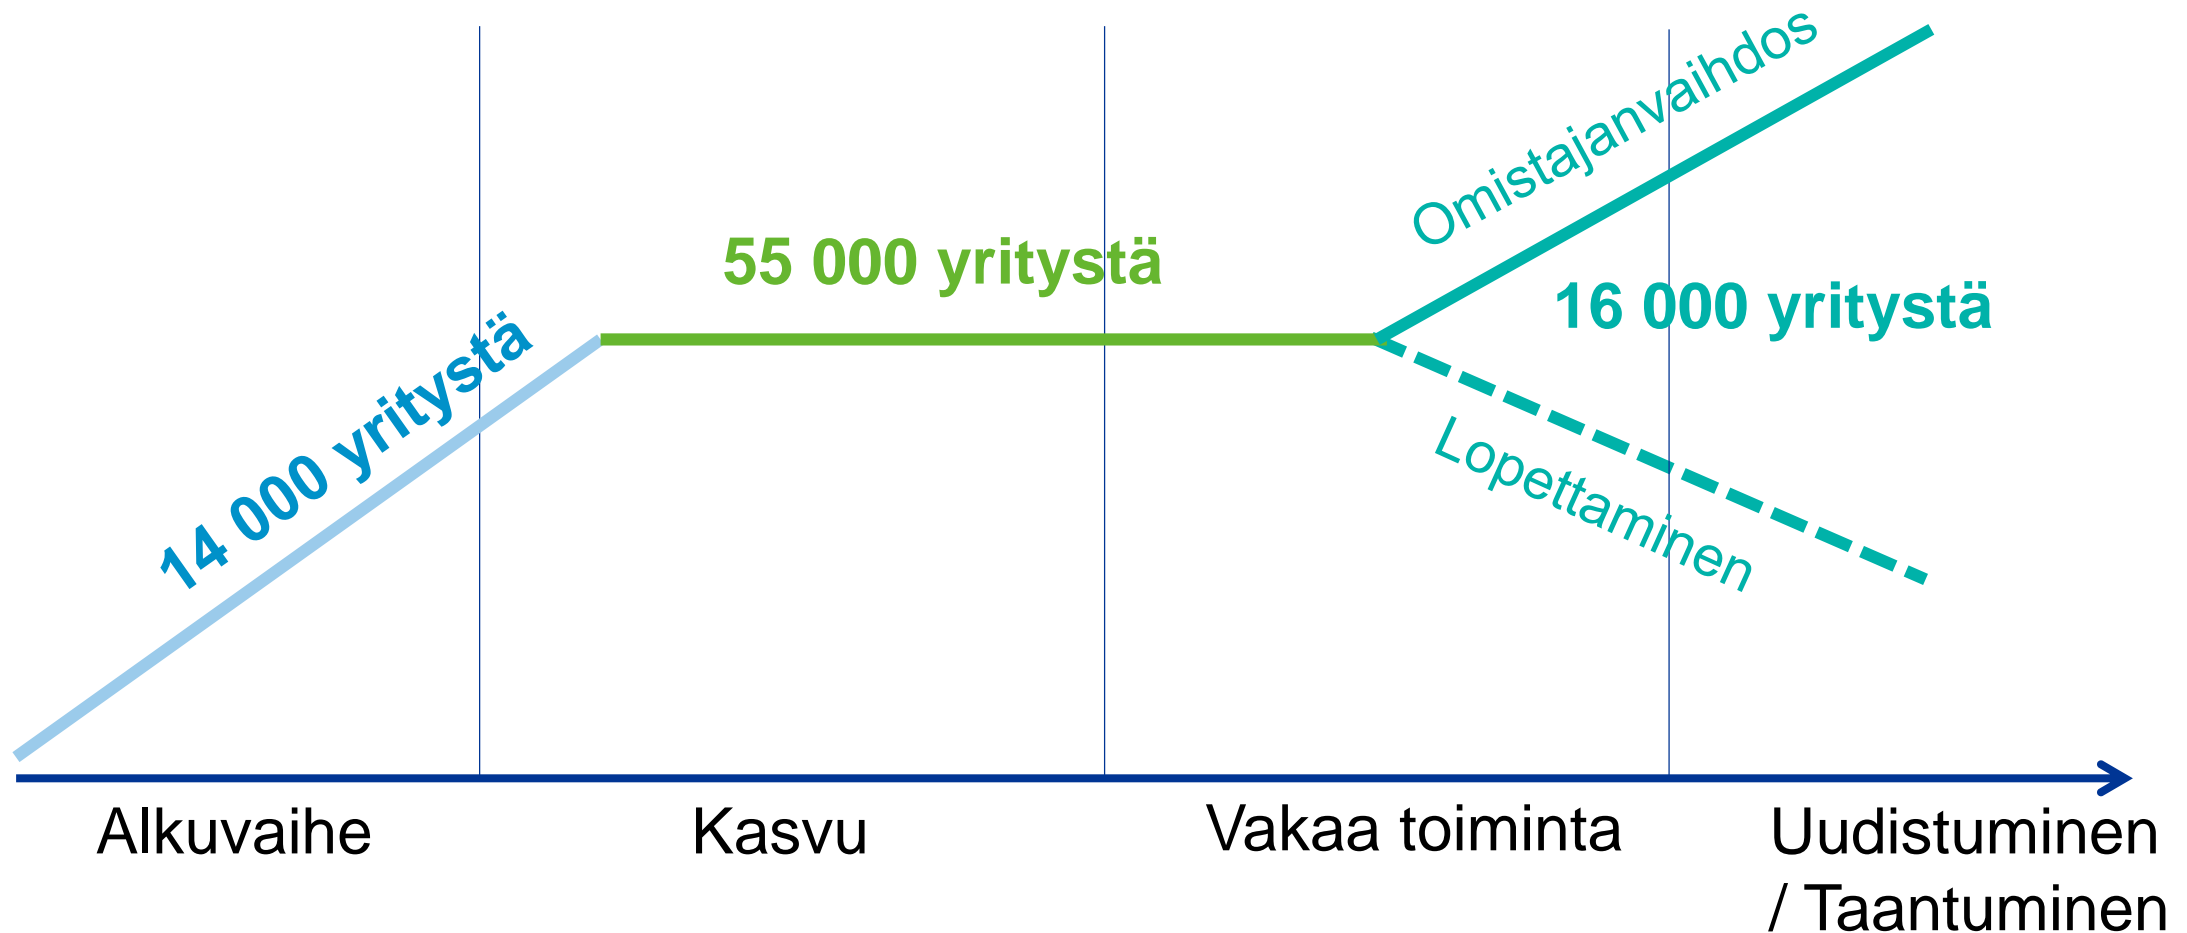 Omistajanvaihdos
55 000 yritystä
16 000 yritystä
14 000 yritystä
Lopettaminen
Alkuvaihe
Kasvu
Vakaa toiminta
Uudistuminen
/ Taantuminen